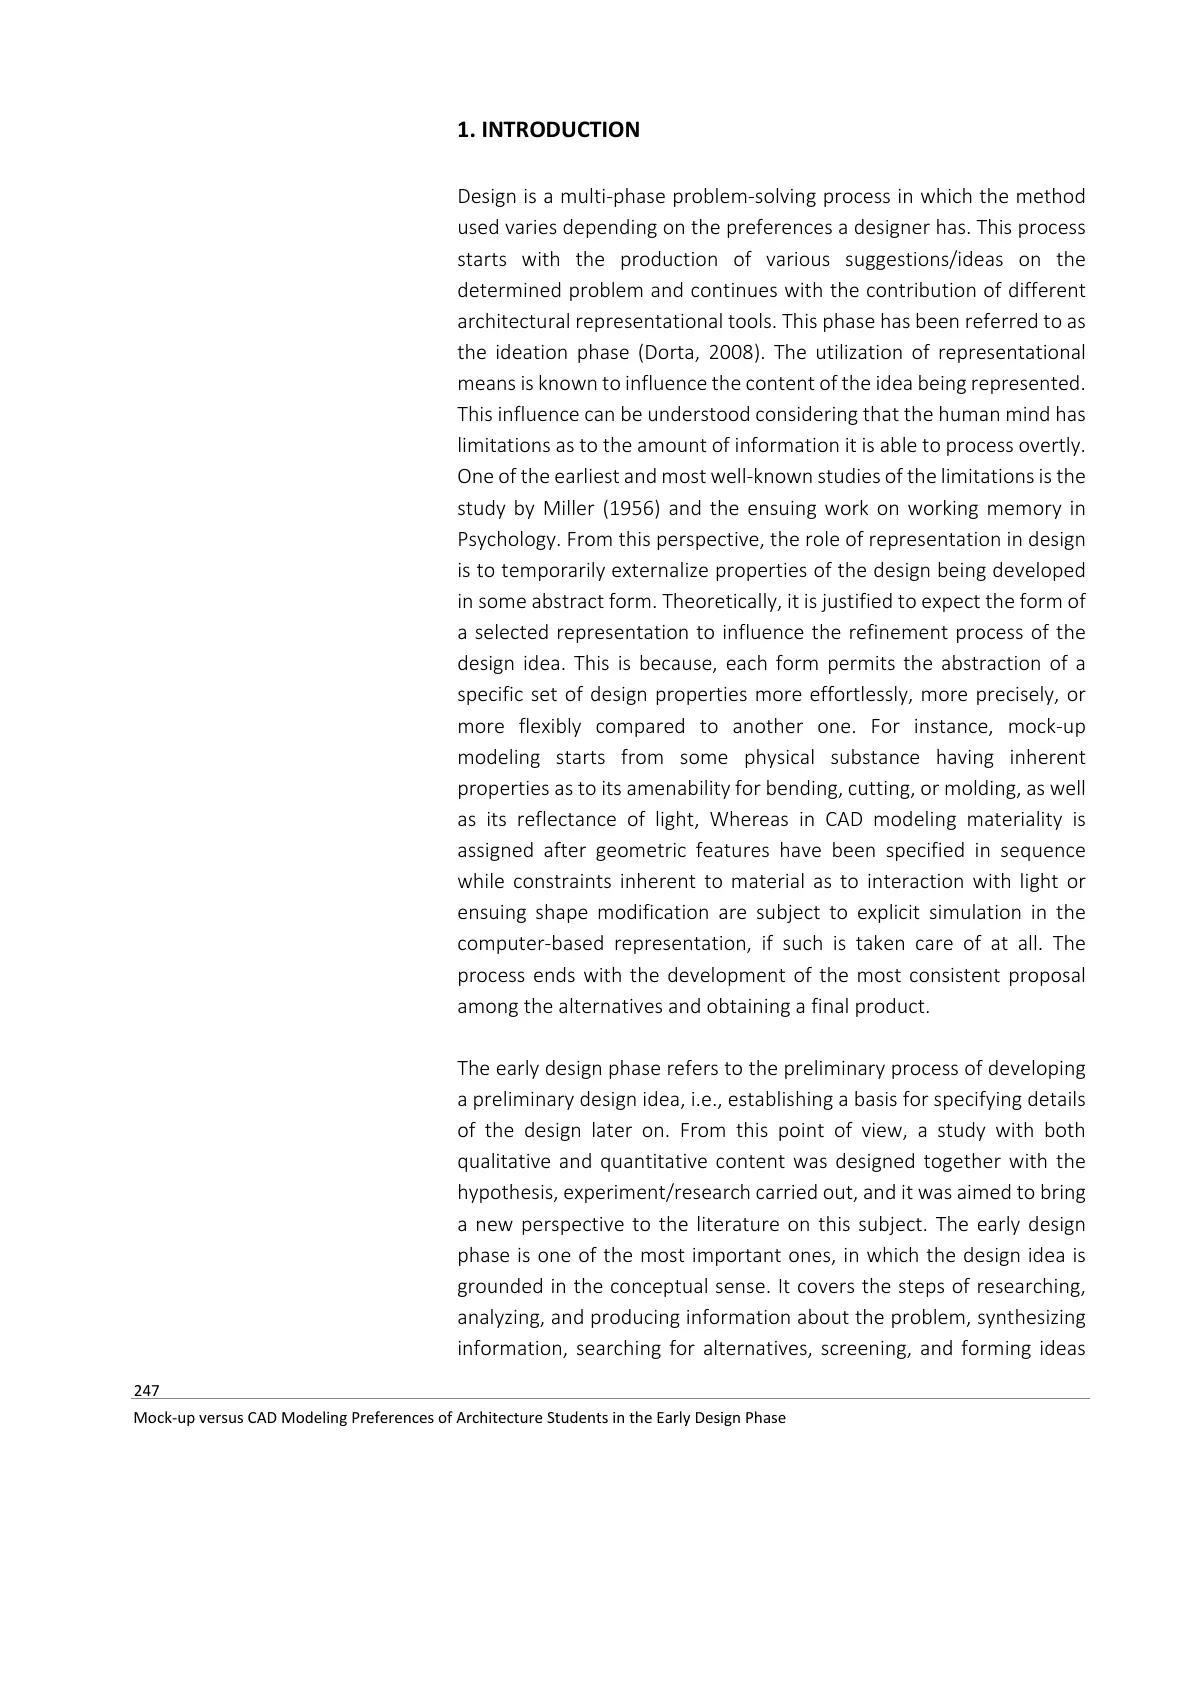 1. INTRODUCTION
Design is a multi-phase problem-solving process in which the method
used varies depending on the preferences a designer has. This process
starts with the production of various suggestions/ideas on the
determined problem and continues with the contribution of different
architectural representational tools. This phase has been referred to as
the ideation phase (Dorta, 2008). The utilization of representational
means is known to influence the content of the idea being represented.
This influence can be understood considering that the human mind has
limitations as to the amount of information it is able to process overtly.
One of the earliest and most well-known studies of the limitations is the
study by Miller (1956) and the ensuing work on working memory in
Psychology. From this perspective, the role of representation in design
is to temporarily externalize properties of the design being developed
in some abstract form. Theoretically, it is justified to expect the form of
a selected representation to influence the refinement process of the
design idea. This is because, each form permits the abstraction of a
specific set of design properties more effortlessly, more precisely, or
more flexibly compared to another one. For instance, mock-up
modeling starts from some physical substance having inherent
properties as to its amenability for bending, cutting, or molding, as well
as its reflectance of light, Whereas in CAD modeling materiality is
assigned after geometric features have been specified in sequence
while constraints inherent to material as to interaction with light or
ensuing shape modification are subject to explicit simulation in the
computer-based representation, if such is taken care of at all. The
process ends with the development of the most consistent proposal
among the alternatives and obtaining a final product.
The early design phase refers to the preliminary process of developing
a preliminary design idea, i.e., establishing a basis for specifying details
of the design later on. From this point of view, a study with both
qualitative and quantitative content was designed together with the
hypothesis, experiment/research carried out, and it was aimed to bring
a new perspective to the literature on this subject. The early design
phase is one of the most important ones, in which the design idea is
grounded in the conceptual sense. It covers the steps of researching,
analyzing, and producing information about the problem, synthesizing
information, searching for alternatives, screening, and forming ideas
247
Mock-up versus CAD Modeling Preferences of Architecture Students in the Early Design Phase